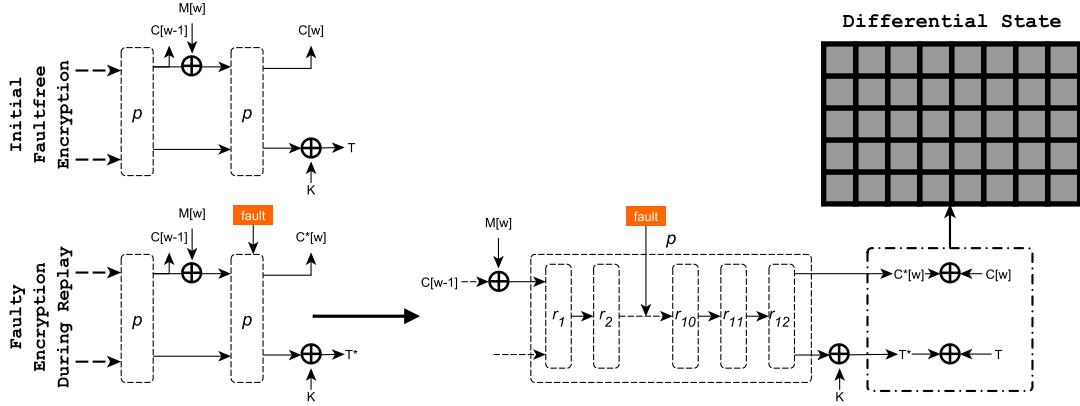 Differential State
Initial
Faultfree
Encryption
M[w]
C[w-1]
C[w]
p
p
T
K
Faulty
Encryption
During Replay
M[w]
C[w-1]
fault
C*[w]
p
p
T*
K
M[w]
C[w-1]
fault
p
r1
r2
r10
r11
r12
K
C*[w]
C[w]
T*
T